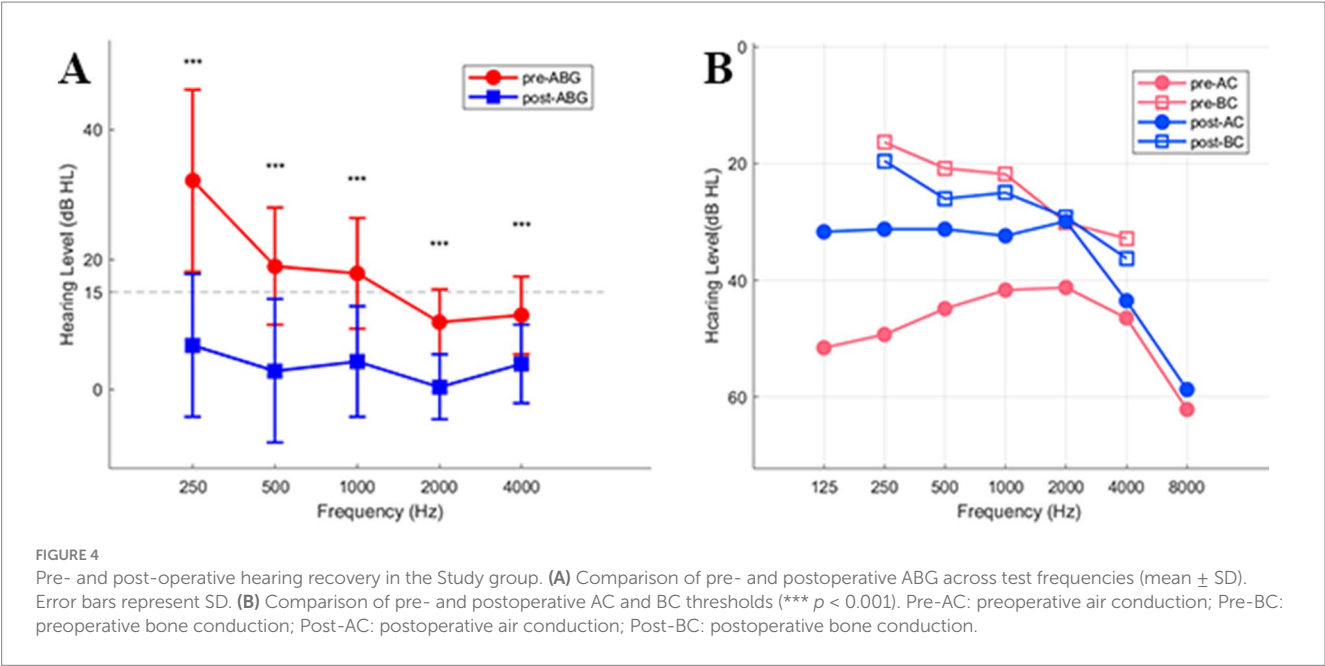 A
***
***
***
***
***
pre-ABG
post-ABG
40
20
15
0
Hearing Level (dB HL)
250 500 1000 2000 4000
Frequency (Hz)
B
pre-AC
pre-BC
post-AC
post-BC
0
20
40
60
Hcaring Level(dB HL)
125 250 500 1000 2000 4000 8000
Frequency (Hz)
FIGURE 4
Pre- and post-operative hearing recovery in the Study group. (A) Comparison of pre- and postoperative ABG across test frequencies (mean ± SD).
Error bars represent SD. (B) Comparison of pre- and postoperative AC and BC thresholds (*** p < 0.001). Pre-AC: preoperative air conduction; Pre-BC:
preoperative bone conduction; Post-AC: postoperative air conduction; Post-BC: postoperative bone conduction.